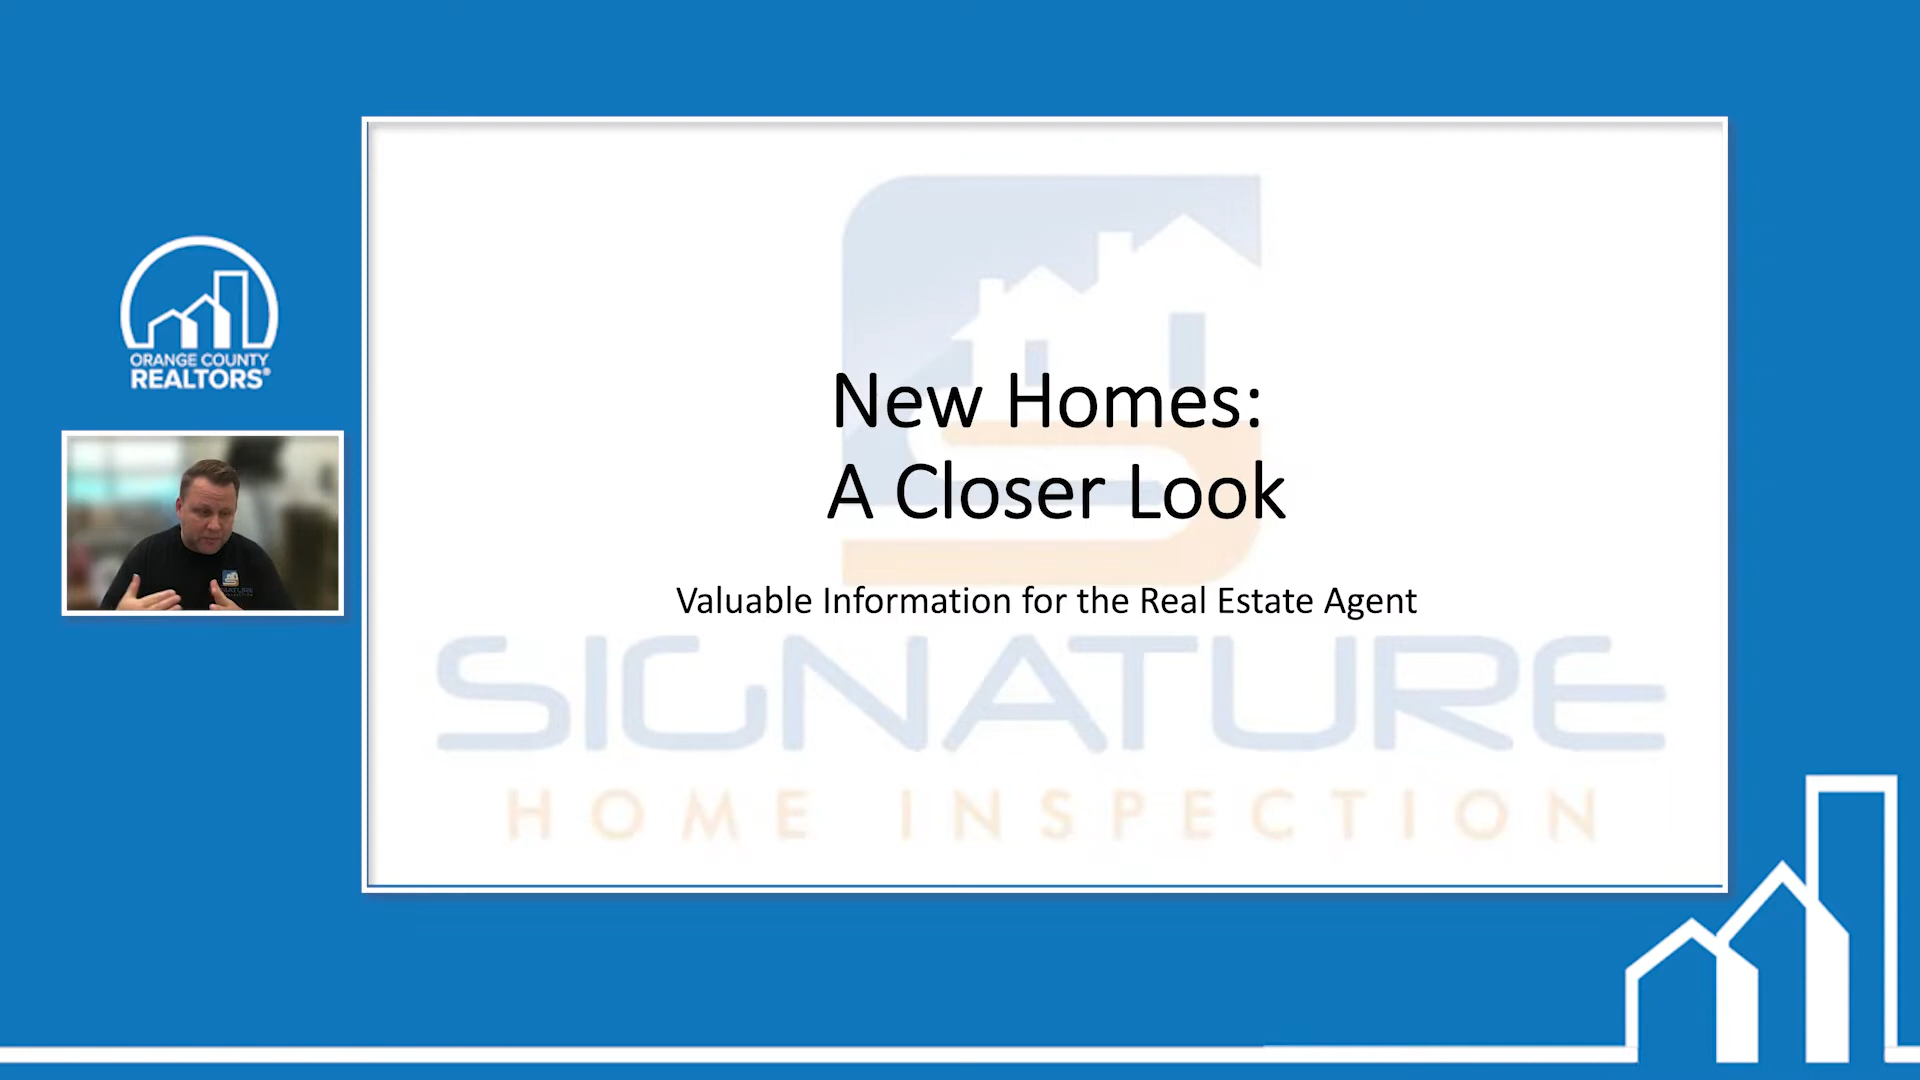 ORANGE COUNTY
REALTORS®
New Homes:
A Closer Look
Valuable Information for the Real Estate Agent
SIGNATURE
HOME INSPECTION